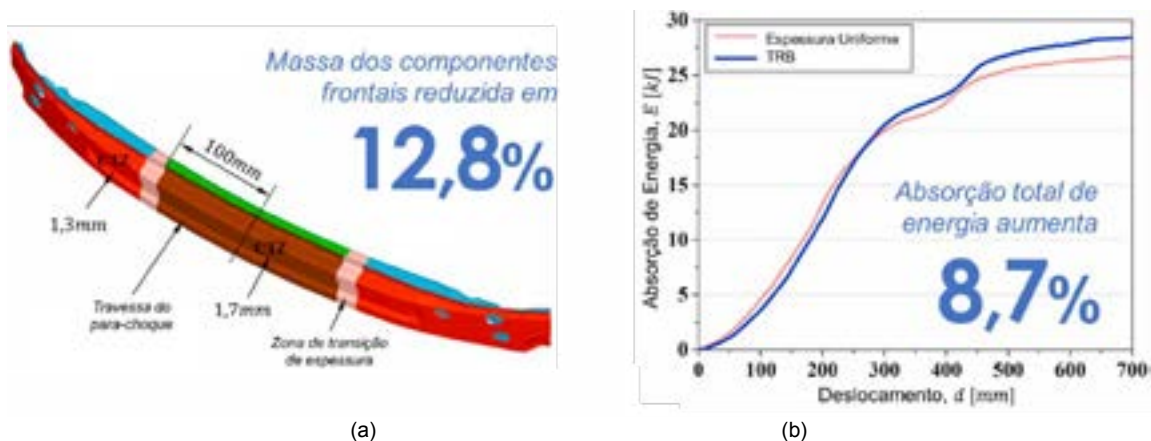 Massa dos componentes
frontais reduzida em
12,8%
100mm
1,3mm
1,7mm
Travessa do
para-choque
Zona de transição
de espessura
(a)
Espessura Uniforme
TRB
Absorção de Energia, E [kJ]
30
25
20
15
10
5
0
Absorção total de
energia aumenta
8,7%
0 100 200 300 400 500 600 700
Deslocamento, d [mm]
(b)